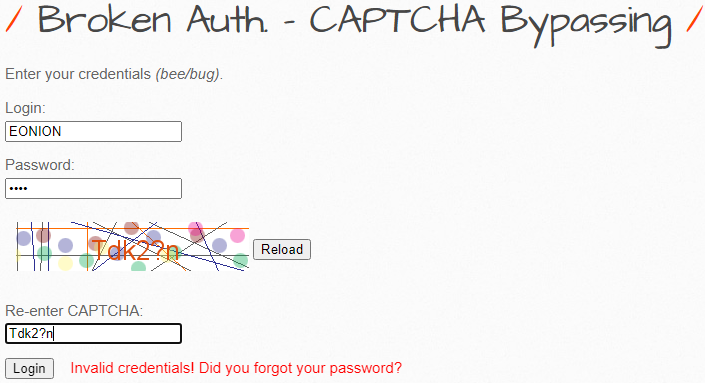 / Broken Auth. - CAPTCHA Bypassing /
Enter your credentials (bee/bug).
Login:
EONION
Password:
••••
Tdk2?n Reload
Re-enter CAPTCHA:
Tdk2?n
Login Invalid credentials! Did you forgot your password?